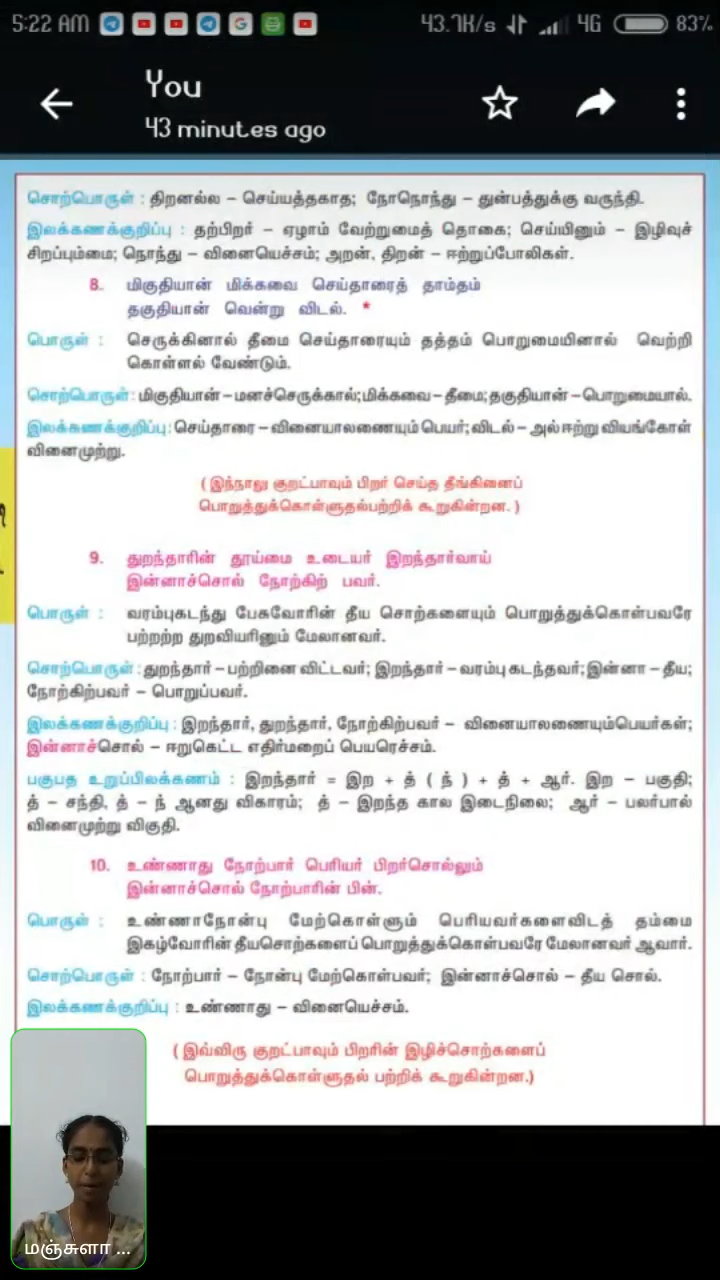 5:22 AM 43.7K/s 4G 83%
You
43 minutes ago
சொற்பொருள் : திறனல்ல – செய்யத்தகாத; நோநொந்து – துன்பத்துக்கு வருந்தி.
இலக்கணக்குறிப்பு : தற்பிறர் – ஏழாம் வேற்றுமைத் தொகை; செய்யினும் – இழிவுச்
சிறப்பும்மை; நொந்து – வினையெச்சம்; அறன், திறன் – ஈற்றுப்போலிகள்.
8. மிகுதியான் மிக்கவை செய்தாரைத் தாம்தம்
தகுதியான் வென்று விடல். *
பொருள் : செருக்கினால் தீமை செய்தாரையும் தத்தம் பொறுமையினால் வெற்றி
கொள்ளல் வேண்டும்.
சொற்பொருள் : மிகுதியான் – மனச்செருக்கால்; மிக்கவை – தீமை; தகுதியான் – பொறுமையால்.
இலக்கணக்குறிப்பு : செய்தாரை – வினையாலணையும் பெயர்; விடல் – அல் ஈற்று வியங்கோள்
வினைமுற்று.
(இந்நாலு குறட்பாவும் பிறர் செய்த தீங்கினைப்
பொறுத்துக்கொள்ளுதல்பற்றிக் கூறுகின்றன.)
9. துறந்தாரின் தூய்மை உடையர் இறந்தார்வாய்
இன்னாச்சொல் நோற்கிற் பவர்.
பொருள் : வரம்புகடந்து பேசுவோரின் தீய சொற்களையும் பொறுத்துக்கொள்பவரே
பற்றற்ற துறவியரினும் மேலானவர்.
சொற்பொருள் : துறந்தார் – பற்றினை விட்டவர்; இறந்தார் – வரம்பு கடந்தவர்; இன்னா – தீய;
நோற்கிற்பவர் – பொறுப்பவர்.
இலக்கணக்குறிப்பு : இறந்தார், துறந்தார், நோற்கிற்பவர் – வினையாலணையும்பெயர்கள்;
இன்னாச்சொல் – ஈறுகெட்ட எதிர்மறைப் பெயரெச்சம்.
பகுபத உறுப்பிலக்கணம் : இறந்தார் = இற + த் ( ந் ) + த் + ஆர். இற – பகுதி;
த் – சந்தி, த் – ந் ஆனது விகாரம்; த் – இறந்த கால இடைநிலை; ஆர் – பலர்பால்
வினைமுற்று விகுதி.
10. உண்ணாது நோற்பார் பெரியர் பிறர்சொல்லும்
இன்னாச்சொல் நோற்பாரின் பின்.
பொருள் : உண்ணாநோன்பு மேற்கொள்ளும் பெரியவர்களைவிடத் தம்மை
இகழ்வோரின் தீயசொற்களைப் பொறுத்துக்கொள்பவரே மேலானவர் ஆவார்.
சொற்பொருள் : நோற்பார் – நோன்பு மேற்கொள்பவர்; இன்னாச்சொல் – தீய சொல்.
இலக்கணக்குறிப்பு : உண்ணாது – வினையெச்சம்.
(இவ்விரு குறட்பாவும் பிறரின் இழிச்சொற்களைப்
பொறுத்துக்கொள்ளுதல் பற்றிக் கூறுகின்றன.)
மஞ்சுளா ...